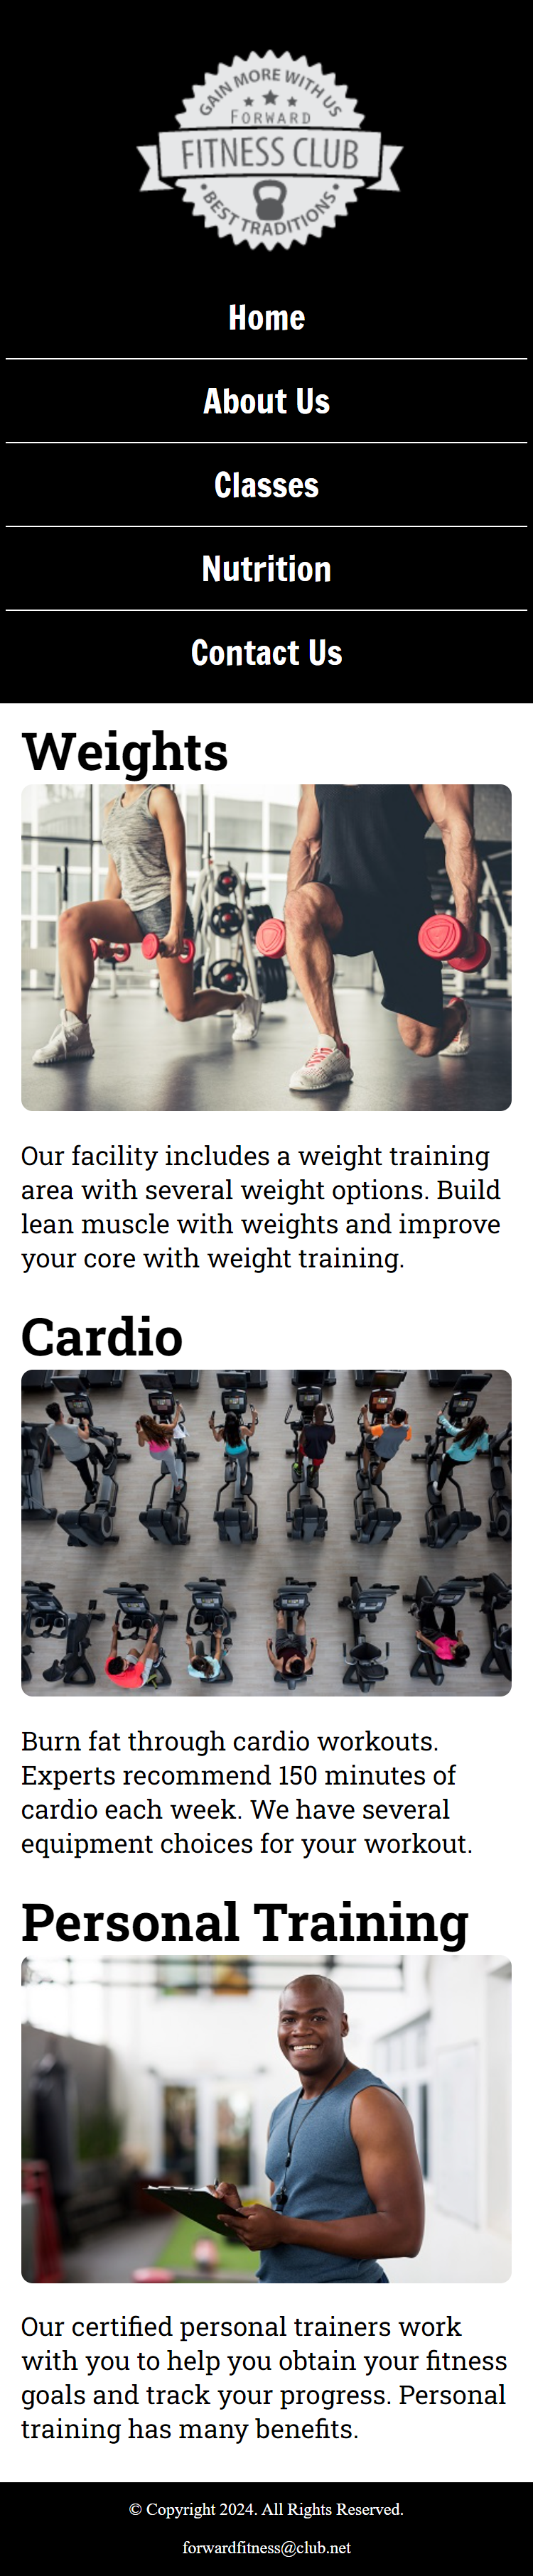 GAIN MORE WITH US
FORWARD
FITNESS CLUB
BEST TRADITIONS
Home
About Us
Classes
Nutrition
Contact Us
Weights
Our facility includes a weight training
area with several weight options. Build
lean muscle with weights and improve
your core with weight training.
Cardio
Burn fat through cardio workouts.
Experts recommend 150 minutes of
cardio each week. We have several
equipment choices for your workout.
Personal Training
Our certified personal trainers work
with you to help you obtain your fitness
goals and track your progress. Personal
training has many benefits.
© Copyright 2024. All Rights Reserved.
forwardfitness@club.net